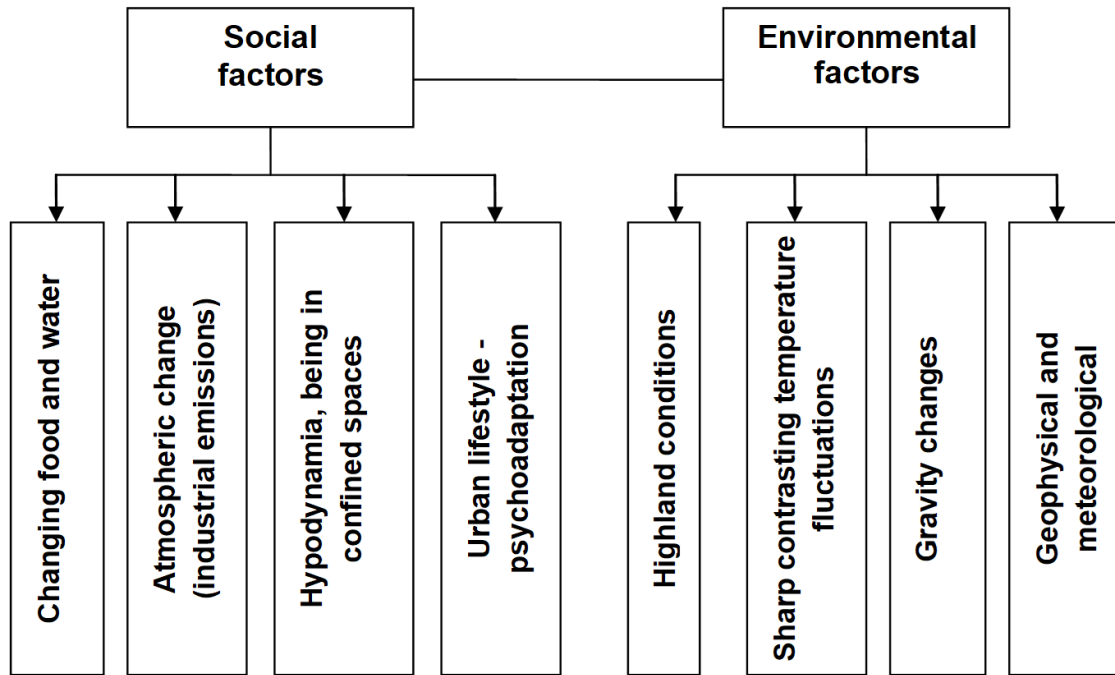 Social
factors
Environmental
factors
Changing food and water
Atmospheric change
(industrial emissions)
Hypodynamia, being in
confined spaces
Urban lifestyle -
psychoadaptation
Highland conditions
Sharp contrasting temperature
fluctuations
Gravity changes
Geophysical and
meteorological